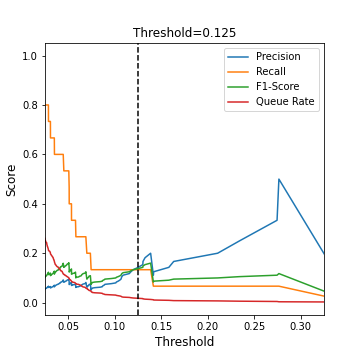 Threshold=0.125
Precision
Recall
F1-Score
Queue Rate
1.0
0.8
0.6
0.4
0.2
0.0
Score
0.05
0.10
0.15
0.20
0.25
0.30
Threshold